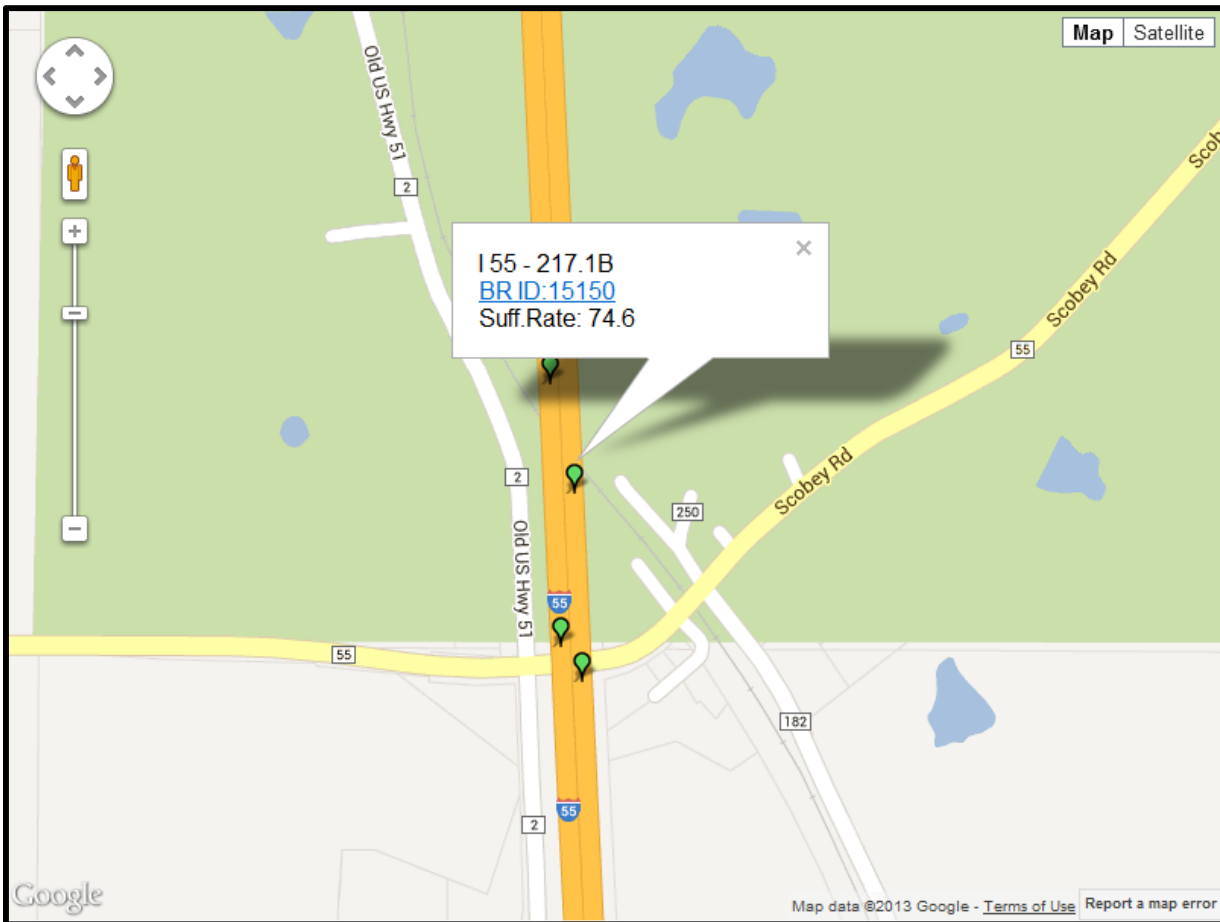 Map Satellite
Old US Hwy 51
2
Scobey Rd
I 55 - 217.1B
BR ID:15150
Suff.Rate: 74.6
Scobey Rd
55
Scobey Rd
2
250
Old US Hwy 51
55
55
182
55
2
Google
Map data ©2013 Google - Terms of Use Report a map error